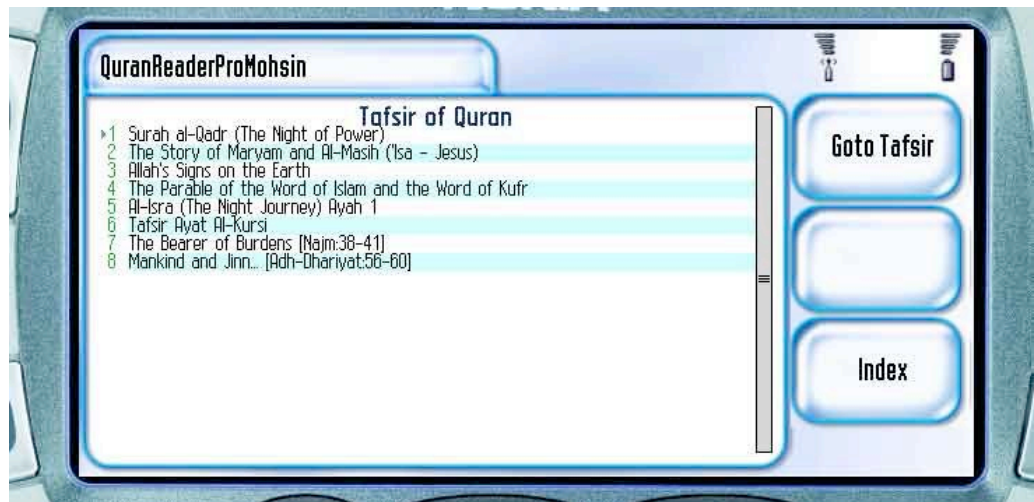 QuranReaderProMohsin
Tafsir of Quran
1 Surah al-Qadr (The Night of Power)
2 The Story of Maryam and Al-Masih ('Isa - Jesus)
3 Allah's Signs on the Earth
4 The Parable of the Word of Islam and the Word of Kufr
5 Al-Isra (The Night Journey) Ayah 1
6 Tafsir Ayat Al-Kursi
7 The Bearer of Burdens [Najm:38-41]
8 Mankind and Jinn... [Adh-Dhariyat:56-60]
Goto Tafsir
Index